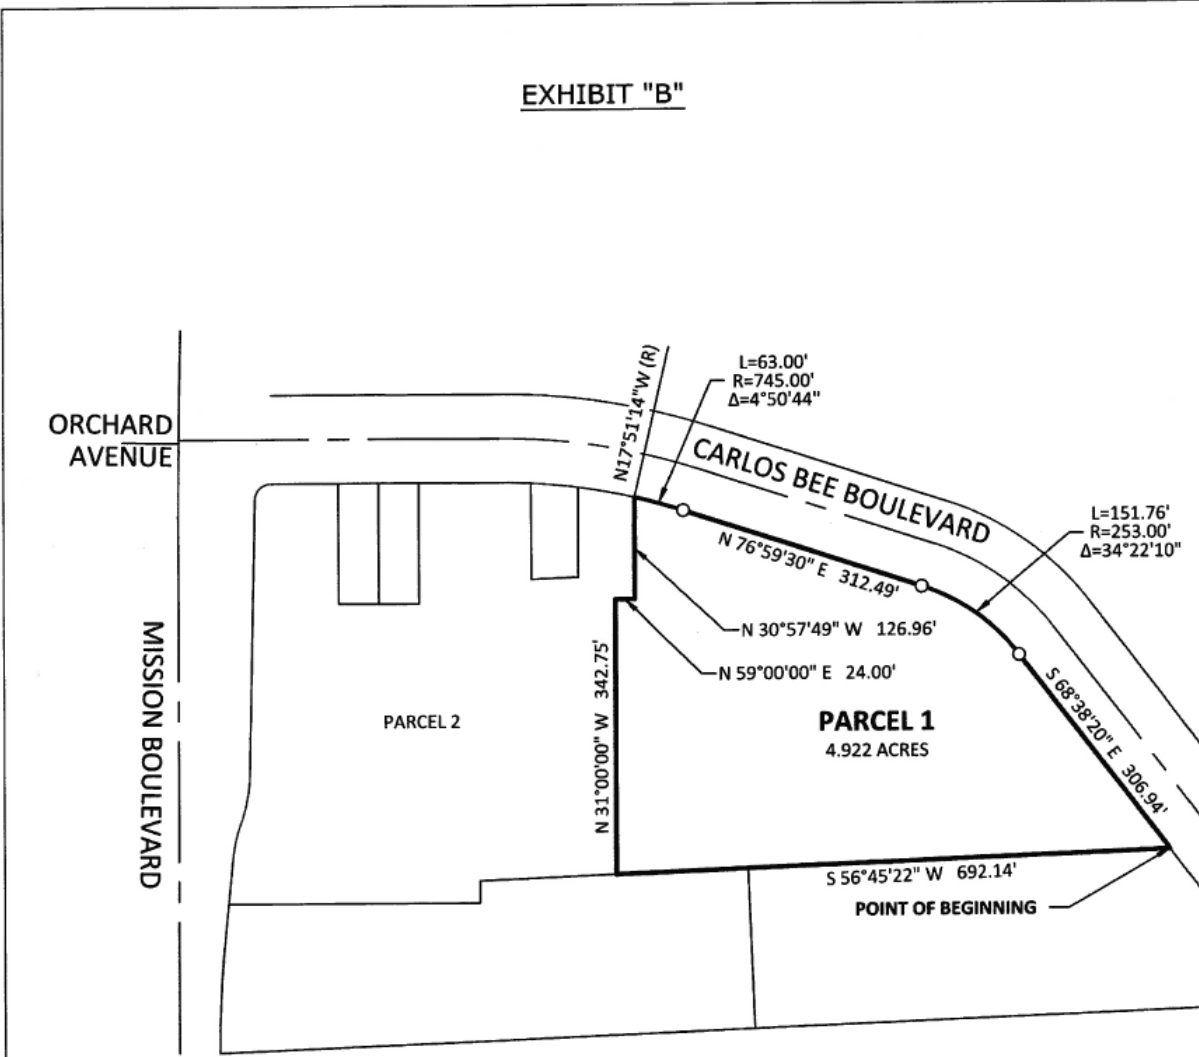 EXHIBIT "B"
N17°51'14"W (R)
L=63.00'
R=745.00'
Δ=4°50'44"
ORCHARD
AVENUE
CARLOS BEE BOULEVARD
L=151.76'
R=253.00'
Δ=34°22'10"
N 76°59'30" E 312.49'
N 30°57'49" W 126.96'
N 59°00'00" E 24.00'
MISSION BOULEVARD
PARCEL 2
N 31°00'00" W 342.75'
PARCEL 1
4.922 ACRES
S 68°38'20" E 306.94'
S 56°45'22" W 692.14'
POINT OF BEGINNING